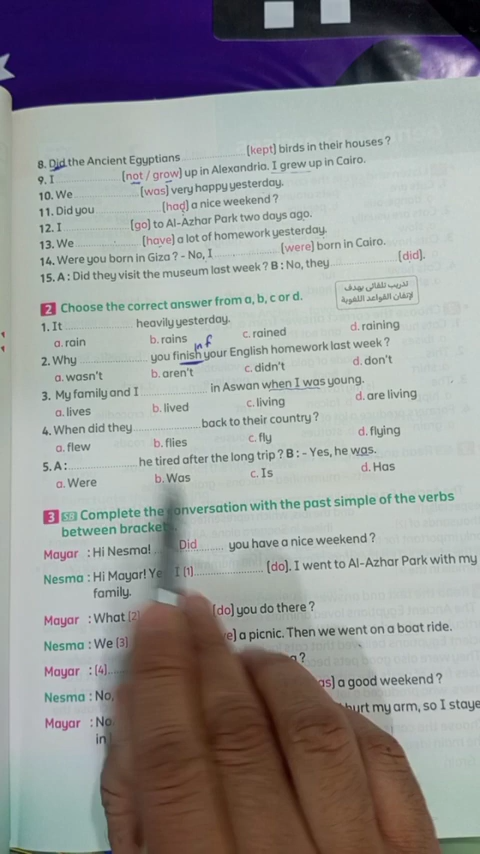 8. Did the Ancient Egyptians ............ (kept) birds in their houses ?
9. I ............ (not / grow) up in Alexandria. I grew up in Cairo.
10. We ............ (was) very happy yesterday.
11. Did you ............ (had) a nice weekend ?
12. I ............ (go) to Al-Azhar Park two days ago.
13. We ............ (have) a lot of homework yesterday.
14. Were you born in Giza ? - No, I ............ (were) born in Cairo.
15. A : Did they visit the museum last week ? B : No, they ............ (did).
تدريب تلقائي بهدف
لإتقان القواعد اللغوية
2 Choose the correct answer from a, b, c or d.
1. It ............ heavily yesterday.
a. rain b. rains c. rained d. raining
inf
2. Why ............ you finish your English homework last week ?
a. wasn't b. aren't c. didn't d. don't
3. My family and I ............ in Aswan when I was young.
a. lives b. lived c. living d. are living
4. When did they ............ back to their country ?
a. flew b. flies c. fly d. flying
5. A : ............ he tired after the long trip ? B : - Yes, he was.
a. Were b. Was c. Is d. Has
3 Complete the conversation with the past simple of the verbs
between bracket
Mayar : Hi Nesma! Did you have a nice weekend ?
Nesma : Hi Mayar! Ye I (1) ............ (do). I went to Al-Azhar Park with my
family.
Mayar : What (2) (do) you do there ?
Nesma : We (3) e) a picnic. Then we went on a boat ride.
Mayar : (4) ?
Nesma : No, as) a good weekend ?
Mayar : No hurt my arm, so I staye
in